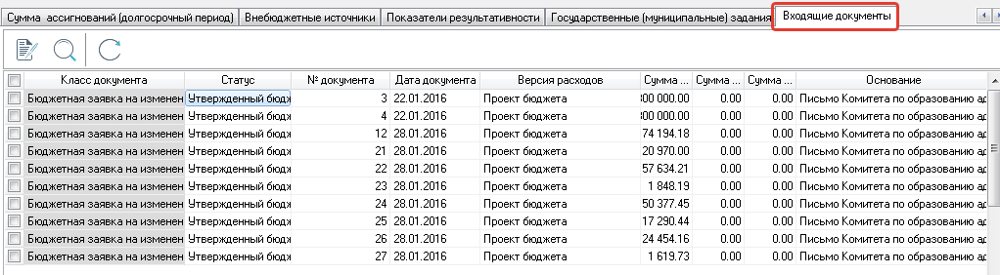 Сумма ассигнований (долгосрочный период) Внебюджетные источники Показатели результативности Государственные (муниципальные) задания Входящие документы
Класс документа Статус № документа Дата документа Версия расходов Сумма ... Сумма ... Сумма ... Основание
Бюджетная заявка на изменен Утвержденный бюдж 3 22.01.2016 Проект бюджета 300 000.00 0.00 0.00 Письмо Комитета по образованию ад
Бюджетная заявка на изменен Утвержденный бюдж 4 22.01.2016 Проект бюджета 300 000.00 0.00 0.00 Письмо Комитета по образованию ад
Бюджетная заявка на изменен Утвержденный бюдж 12 28.01.2016 Проект бюджета 74 194.18 0.00 0.00 Письмо Комитета по образованию ад
Бюджетная заявка на изменен Утвержденный бюдж 21 28.01.2016 Проект бюджета 20 970.00 0.00 0.00 Письмо Комитета по образованию ад
Бюджетная заявка на изменен Утвержденный бюдж 22 28.01.2016 Проект бюджета 57 634.21 0.00 0.00 Письмо Комитета по образованию ад
Бюджетная заявка на изменен Утвержденный бюдж 23 28.01.2016 Проект бюджета 1 848.19 0.00 0.00 Письмо Комитета по образованию ад
Бюджетная заявка на изменен Утвержденный бюдж 24 28.01.2016 Проект бюджета 50 377.45 0.00 0.00 Письмо Комитета по образованию ад
Бюджетная заявка на изменен Утвержденный бюдж 25 28.01.2016 Проект бюджета 17 290.44 0.00 0.00 Письмо Комитета по образованию ад
Бюджетная заявка на изменен Утвержденный бюдж 26 28.01.2016 Проект бюджета 24 454.16 0.00 0.00 Письмо Комитета по образованию ад
Бюджетная заявка на изменен Утвержденный бюдж 27 28.01.2016 Проект бюджета 1 619.73 0.00 0.00 Письмо Комитета по образованию ад